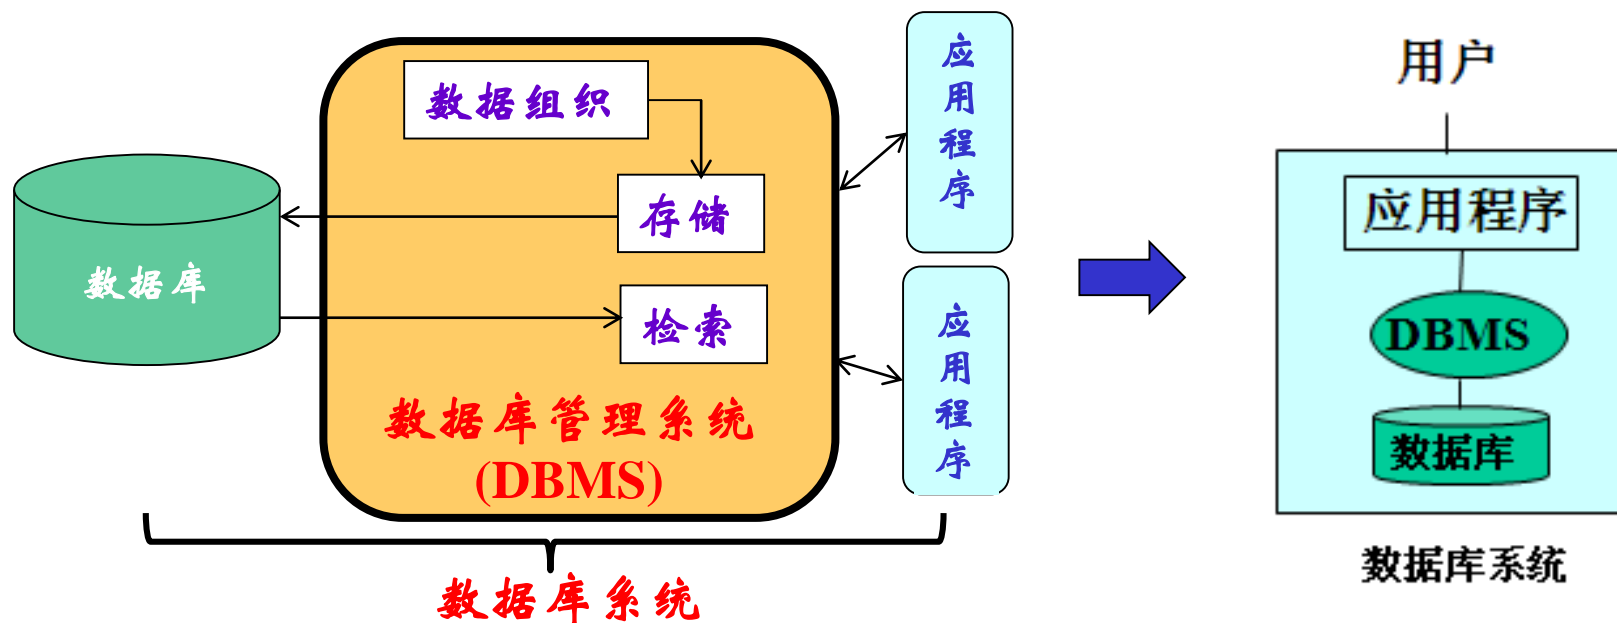 数据组织
存储
检索
数据库
数据库管理系统
(DBMS)
应用程序
应用程序
数据库系统
用户
应用程序
DBMS
数据库
数据库系统